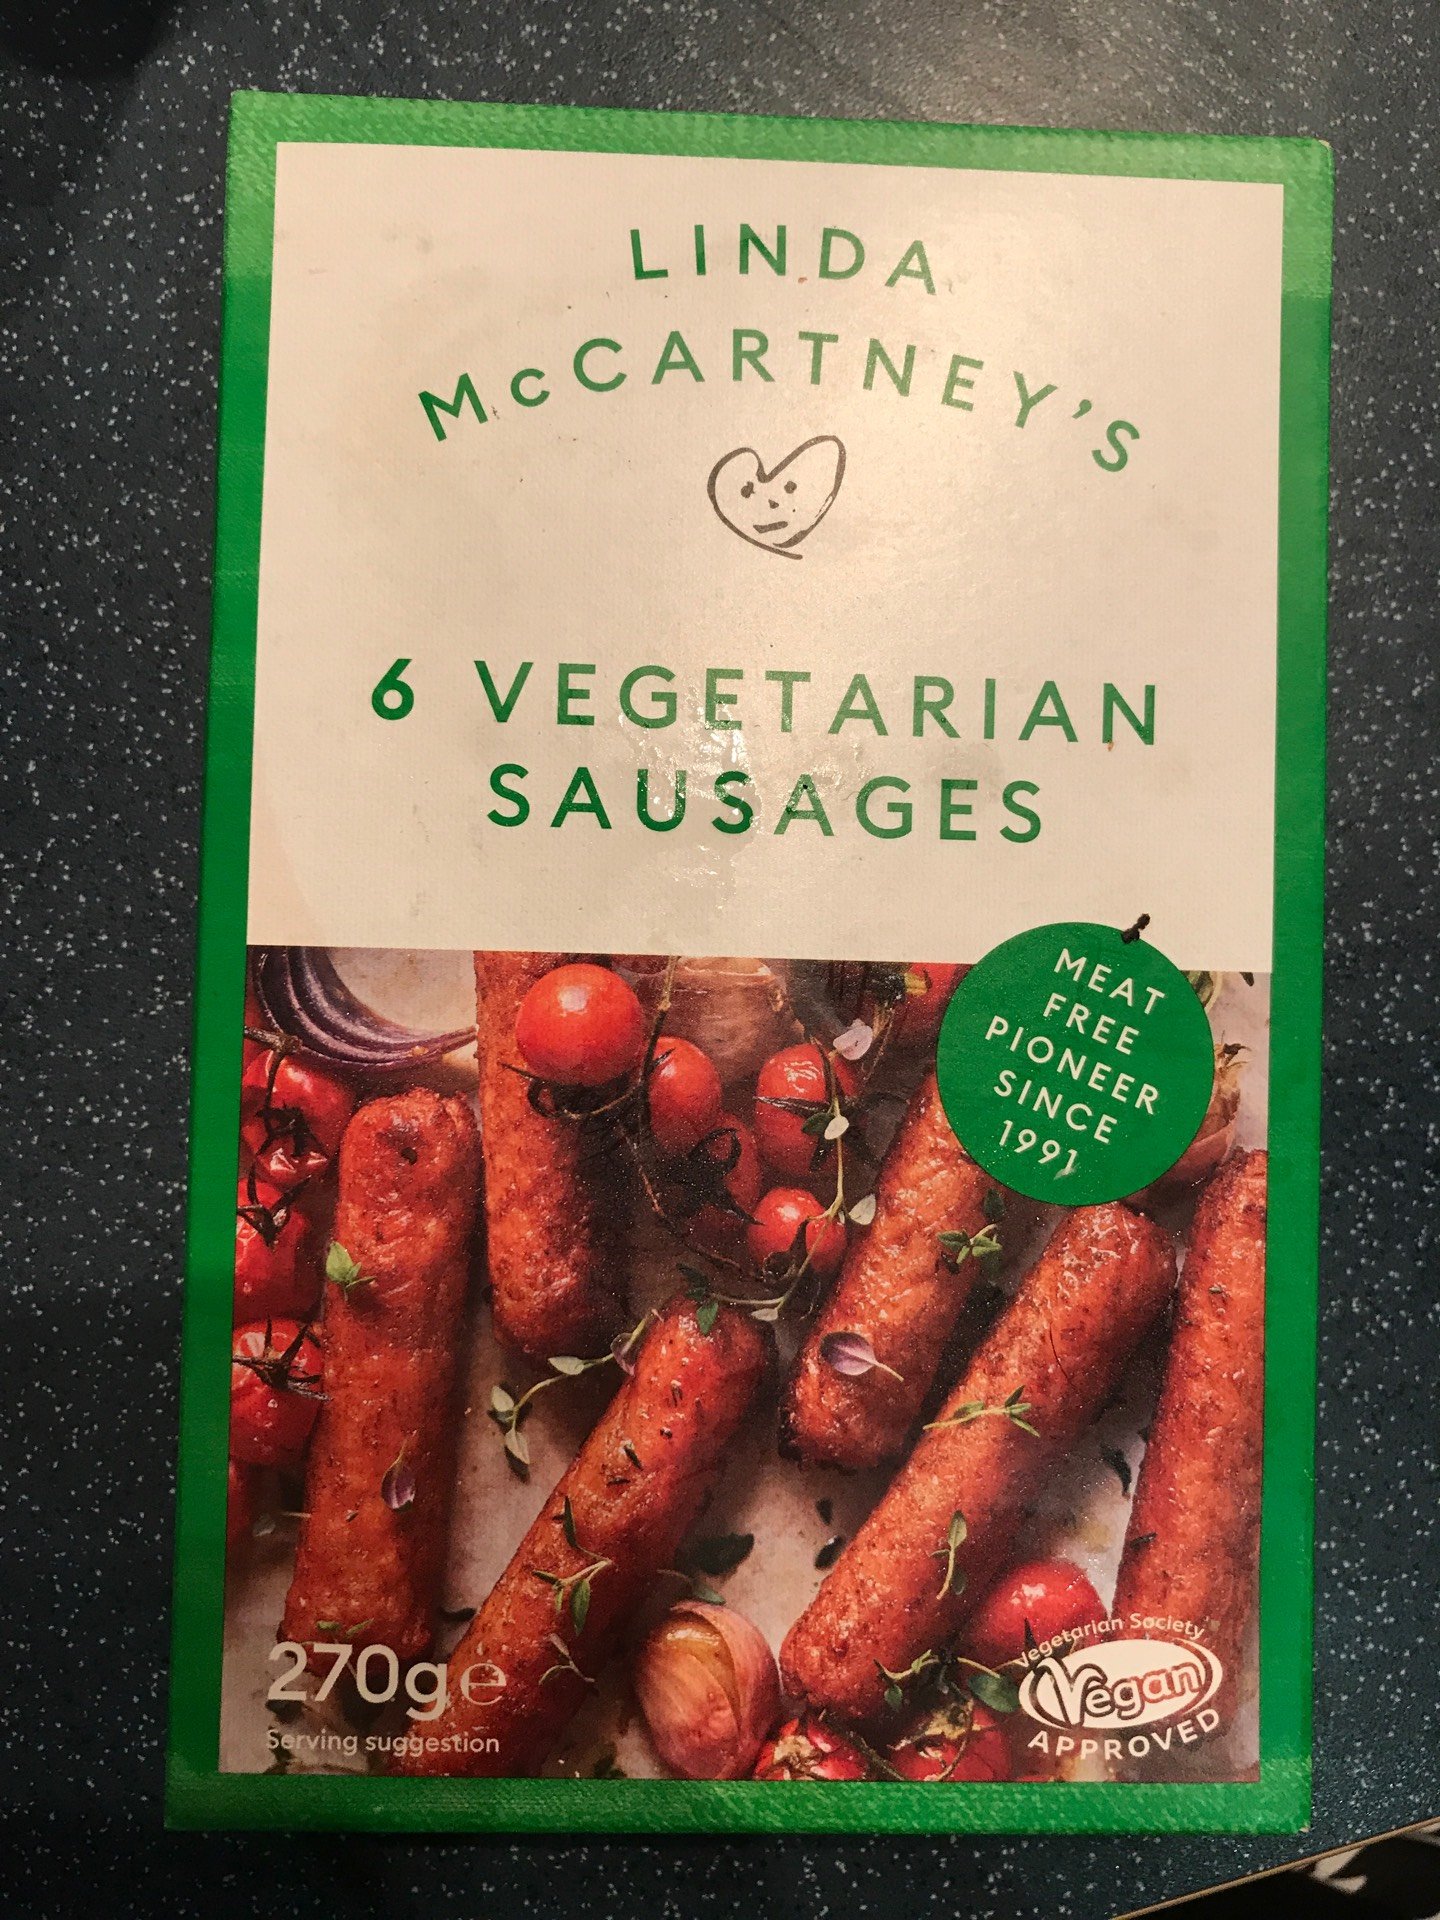 LINDA
McCARTNEY'S
6 VEGETARIAN
SAUSAGES
MEAT
FREE
PIONEER
SINCE
1991
270g℮
Serving suggestion
Vegetarian Society
Vegan
APPROVED